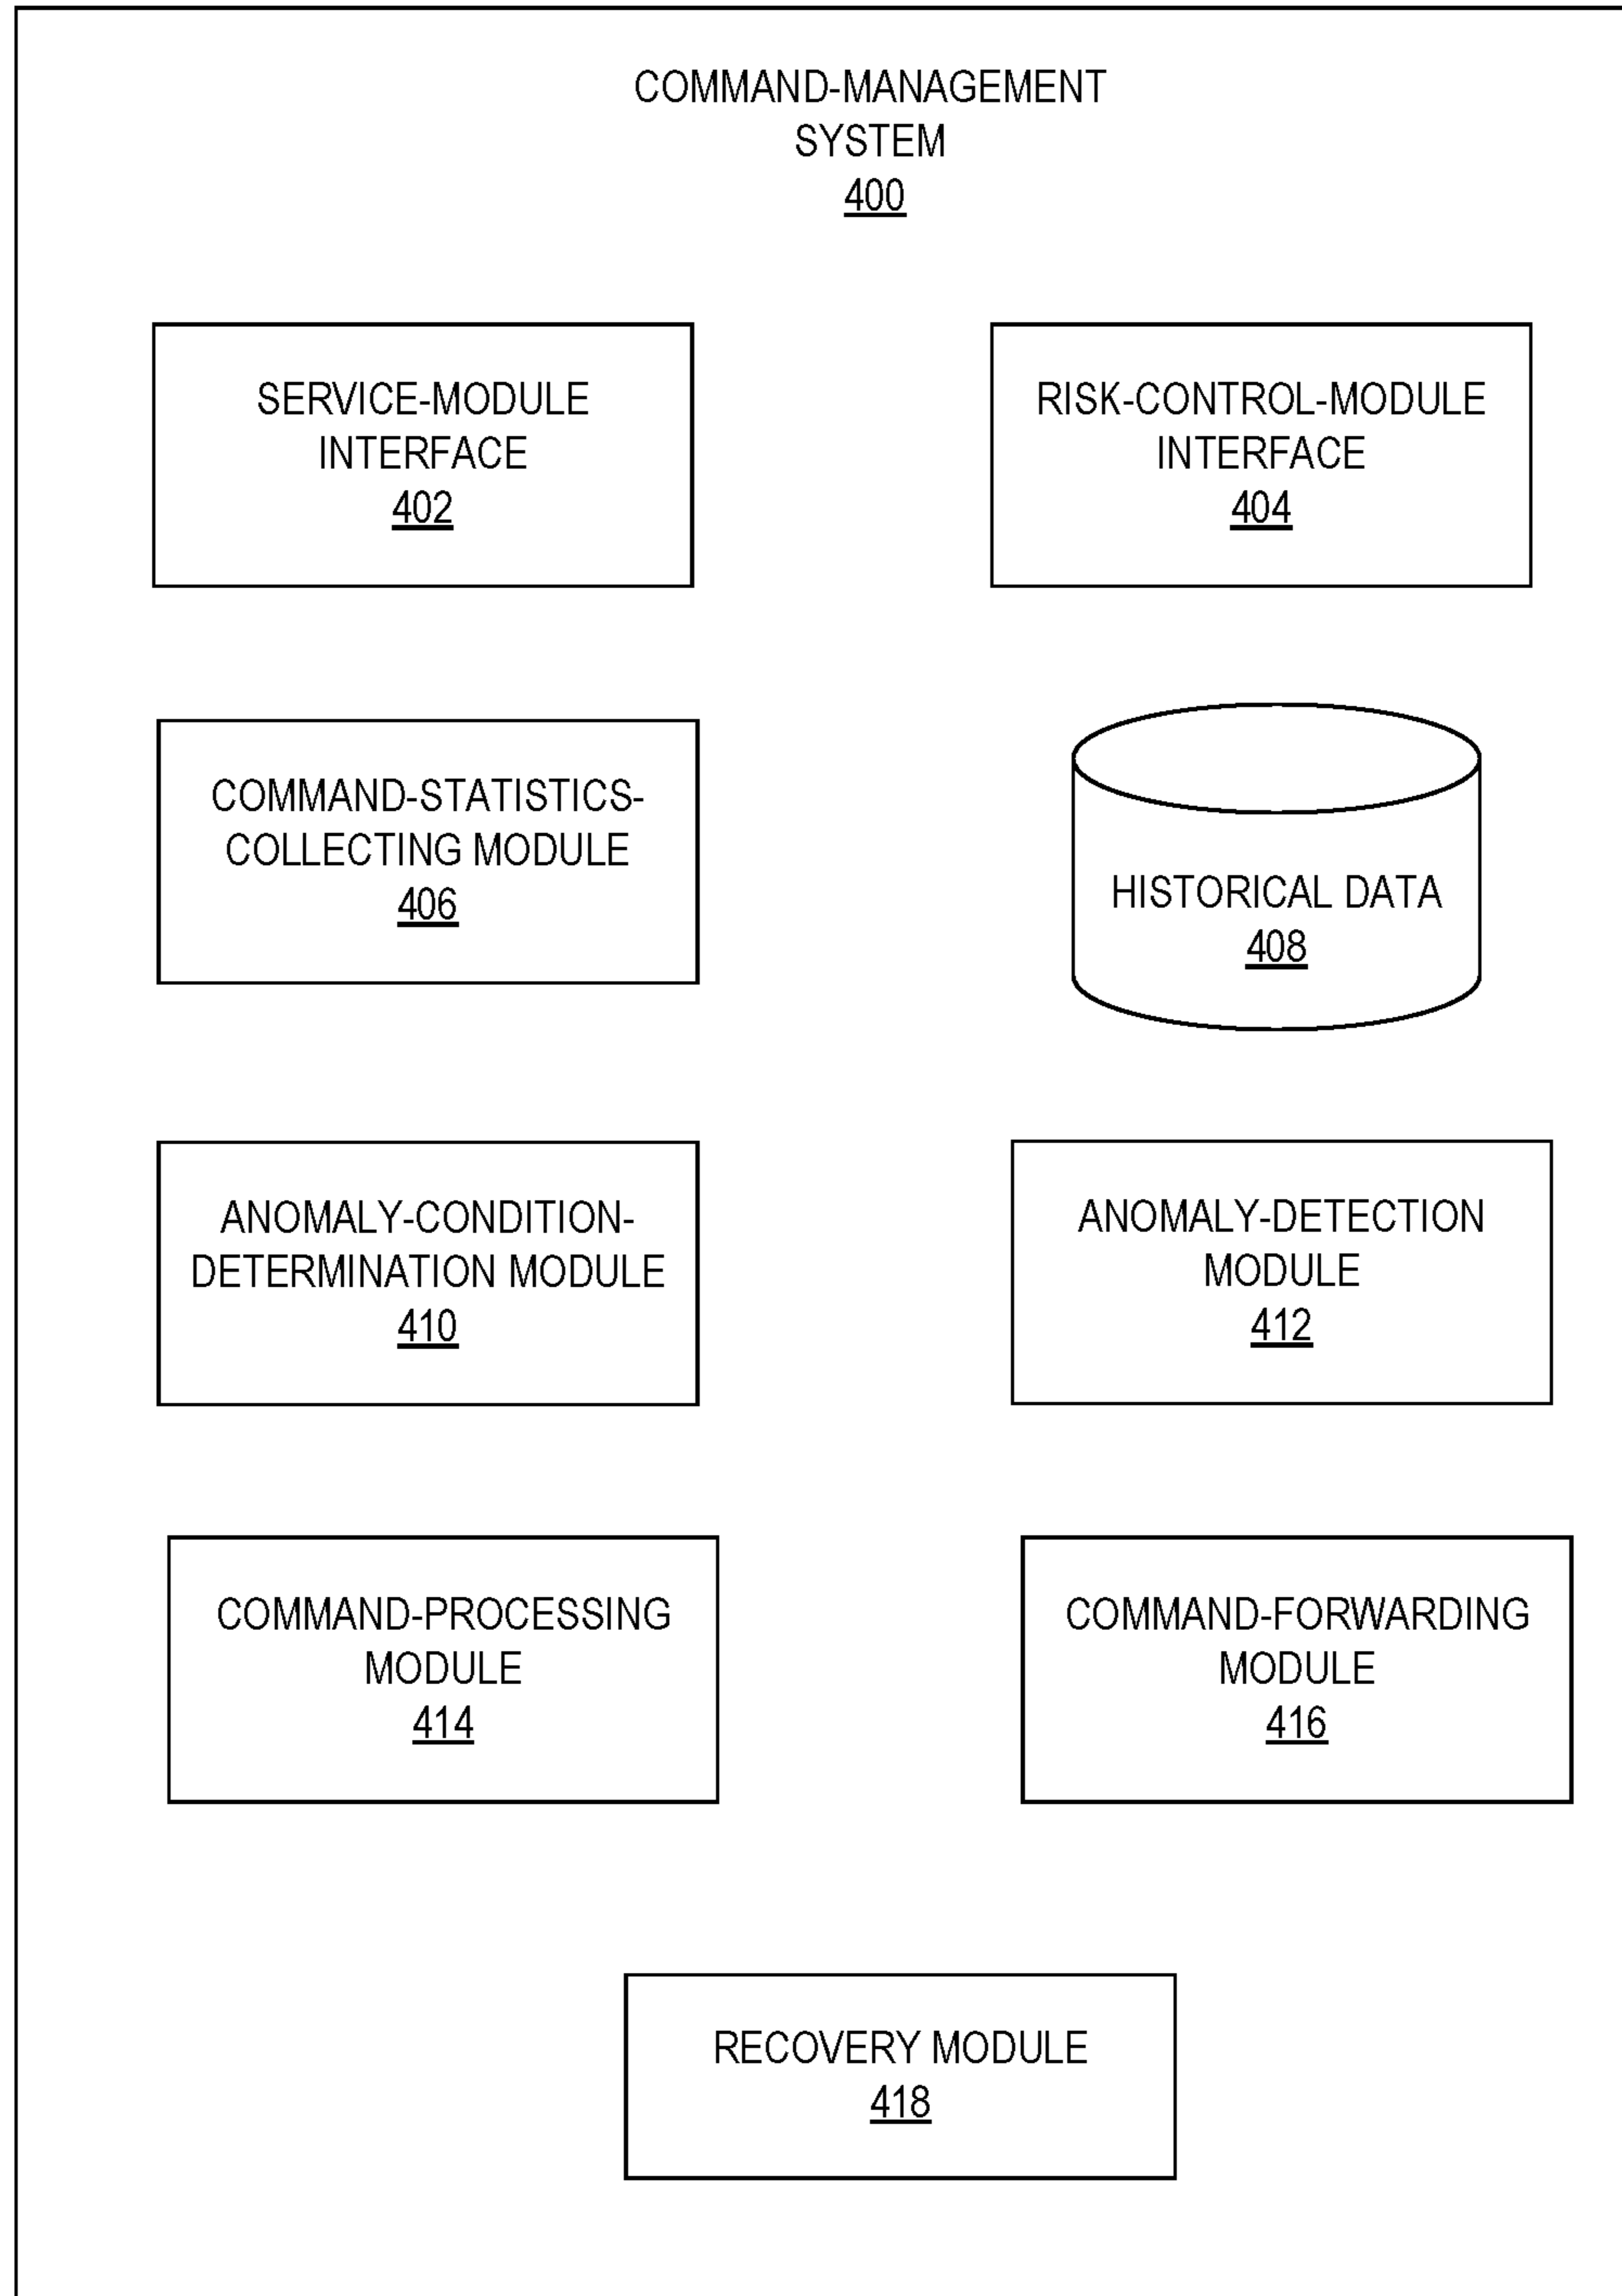 COMMAND-MANAGEMENT
SYSTEM
400
SERVICE-MODULE
INTERFACE
402
RISK-CONTROL-MODULE
INTERFACE
404
COMMAND-STATISTICS-
COLLECTING MODULE
406
HISTORICAL DATA
408
ANOMALY-CONDITION-
DETERMINATION MODULE
410
ANOMALY-DETECTION
MODULE
412
COMMAND-PROCESSING
MODULE
414
COMMAND-FORWARDING
MODULE
416
RECOVERY MODULE
418